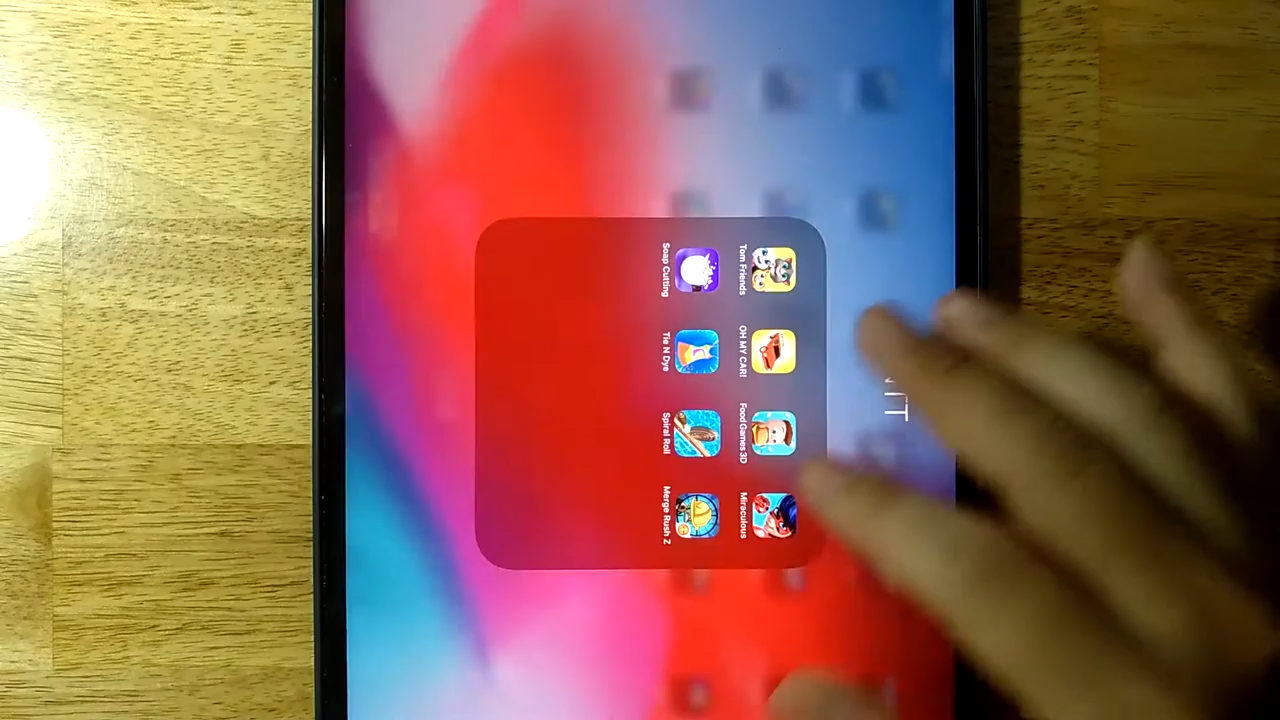 Tom Friends
OH MY CAR!
Food Games 3D
Miraculous
Soap Cutting
Tie N Dye
Spiral Roll
Merge Rush Z